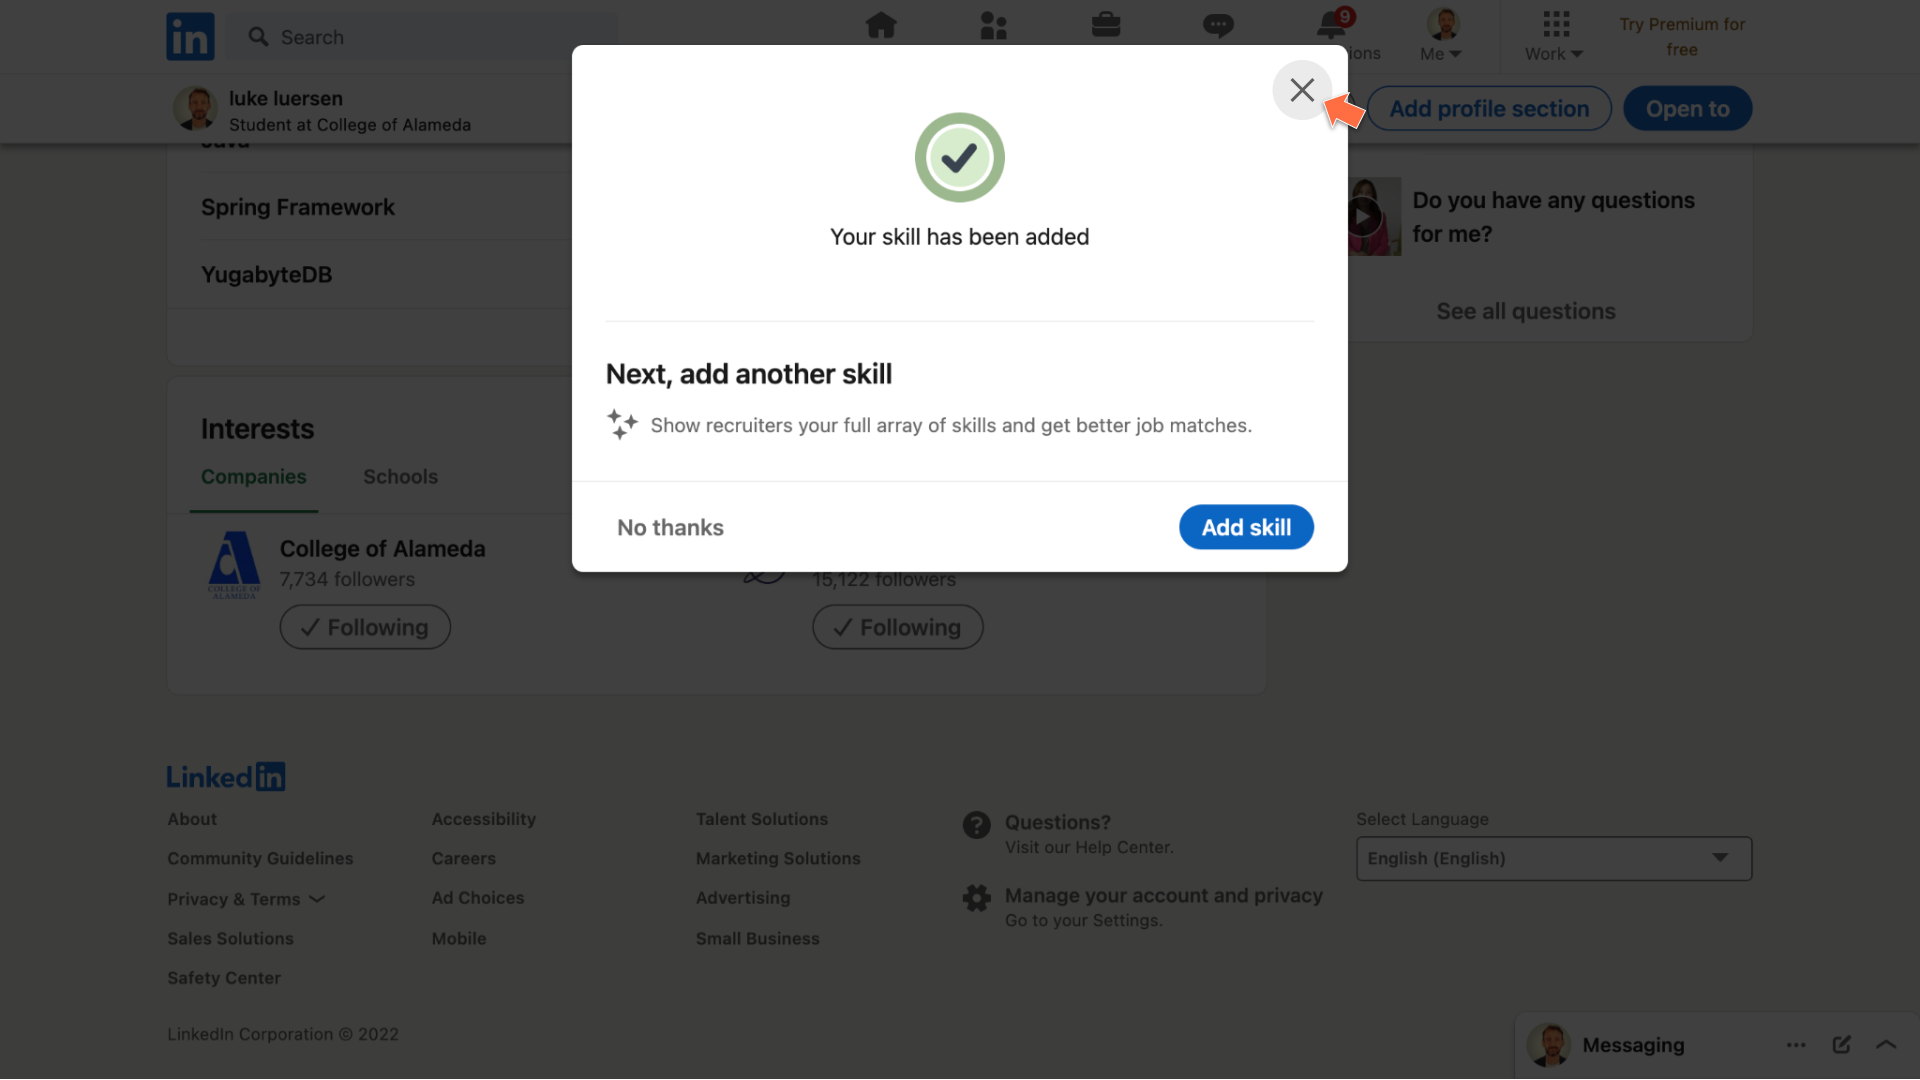 in
Search
9
ions
Me
Work
Try Premium for
free
luke luersen
Student at College of Alameda
Add profile section
Open to
Java
Spring Framework
YugabyteDB
Your skill has been added
Next, add another skill
Show recruiters your full array of skills and get better job matches.
No thanks
Add skill
Do you have any questions
for me?
See all questions
Interests
Companies
Schools
COLLEGE OF
ALAMEDA
College of Alameda
7,734 followers
Following
15,122 followers
Following
LinkedIn
About
Accessibility
Talent Solutions
Community Guidelines
Careers
Marketing Solutions
Privacy & Terms
Ad Choices
Advertising
Sales Solutions
Mobile
Small Business
Safety Center
Questions?
Visit our Help Center.
Manage your account and privacy
Go to your Settings.
Select Language
English (English)
LinkedIn Corporation © 2022
Messaging